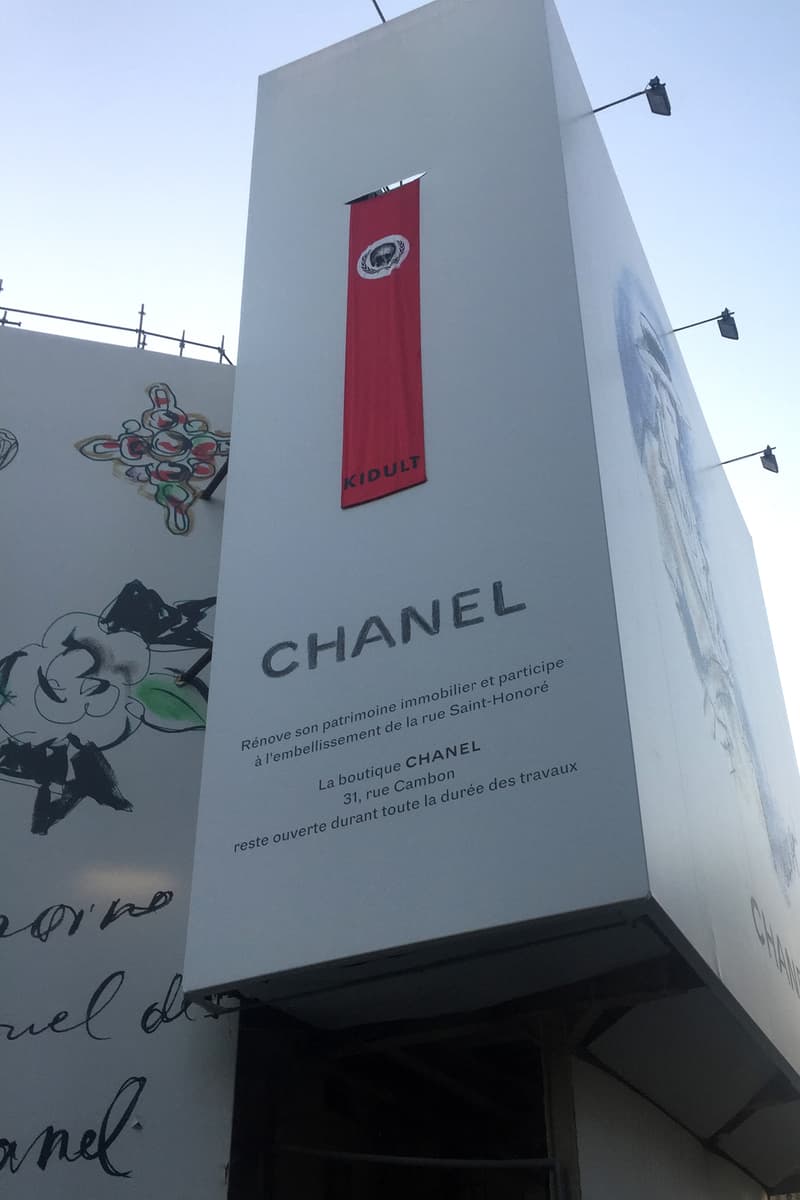 KIDULT
CHANEL
Rénove son patrimoine immobilier et participe
à l'embellissement de la rue Saint-Honoré
La boutique CHANEL
31, rue Cambon
reste ouverte durant toute la durée des travaux
CHAN